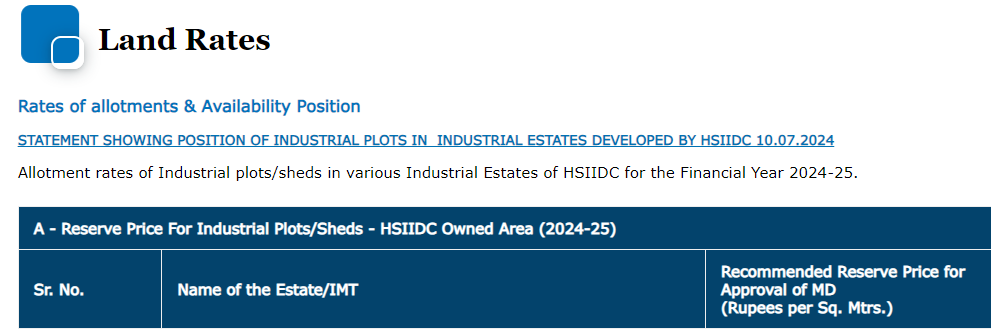 Land Rates
Rates of allotments & Availability Position
STATEMENT SHOWING POSITION OF INDUSTRIAL PLOTS IN  INDUSTRIAL ESTATES DEVELOPED BY HSIIDC 10.07.2024
Allotment rates of Industrial plots/sheds in various Industrial Estates of HSIIDC for the Financial Year 2024-25.
A - Reserve Price For Industrial Plots/Sheds - HSIIDC Owned Area (2024-25)
Sr. No.
Name of the Estate/IMT
Recommended Reserve Price for
Approval of MD
(Rupees per Sq. Mtrs.)